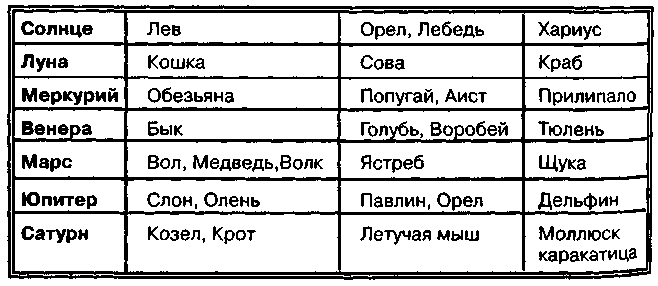 Солнце Лев Орел, Лебедь Хариус
Луна Кошка Сова Краб
Меркурий Обезьяна Попугай, Аист Прилипало
Венера Бык Голубь, Воробей Тюлень
Марс Вол, Медведь,Волк Ястреб Щука
Юпитер Слон, Олень Павлин, Орел Дельфин
Сатурн Козел, Крот Летучая мыш Моллюск
каракатица